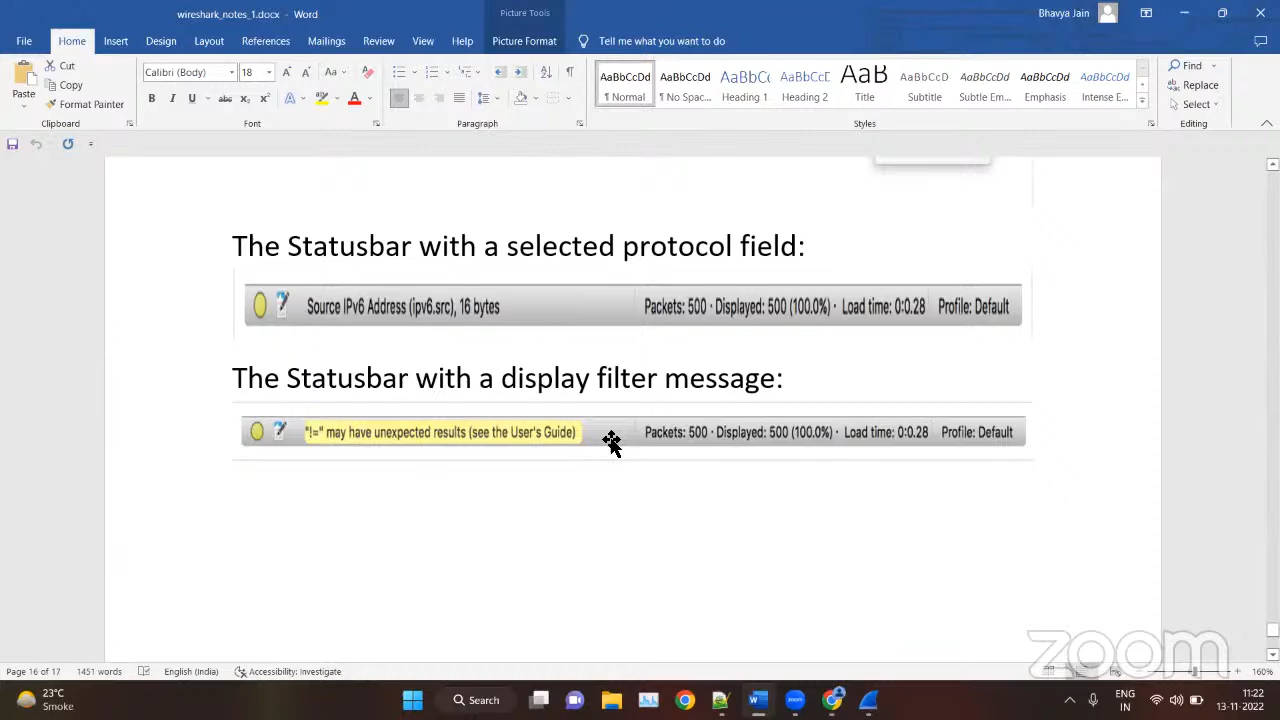 wireshark_notes_1.docx - Word
Picture Tools
Bhavya Jain
File Home Insert Design Layout References Mailings Review View Help Picture Format Tell me what you want to do
Paste
Cut
Copy
Format Painter
Clipboard
Calibri (Body) 18
Font
Paragraph
AaBbCcDd AaBbCcDd AaBbCc AaBbCcD AaB AaBbCcD AaBbCcDd AaBbCcDd AaBbCcDd
¶ Normal ¶ No Spac... Heading 1 Heading 2 Title Subtitle Subtle Em... Emphasis Intense E...
Styles
Find
Replace
Select
Editing
The Statusbar with a selected protocol field:
Source IPv6 Address (ipv6.src), 16 bytes Packets: 500 · Displayed: 500 (100.0%) · Load time: 0:0.28 Profile: Default
The Statusbar with a display filter message:
"!=" may have unexpected results (see the User's Guide) Packets: 500 · Displayed: 500 (100.0%) · Load time: 0:0.28 Profile: Default
zoom
Page 16 of 17 1451 words English (India) Accessibility: Investigate 160%
23°C
Smoke
Search
ENG
IN
11:22
13-11-2022